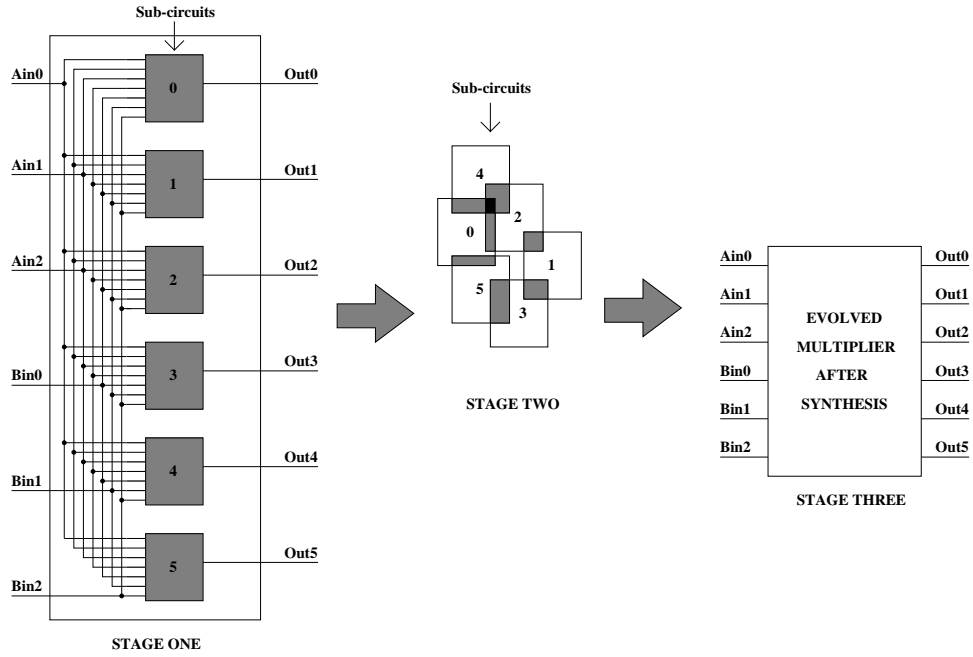 Sub-circuits
Ain0
Ain1
Ain2
Bin0
Bin1
Bin2
0
1
2
3
4
5
Out0
Out1
Out2
Out3
Out4
Out5
STAGE ONE
Sub-circuits
4
2
0
1
5
3
STAGE TWO
Ain0
Ain1
Ain2
Bin0
Bin1
Bin2
EVOLVED
MULTIPLIER
AFTER
SYNTHESIS
Out0
Out1
Out2
Out3
Out4
Out5
STAGE THREE